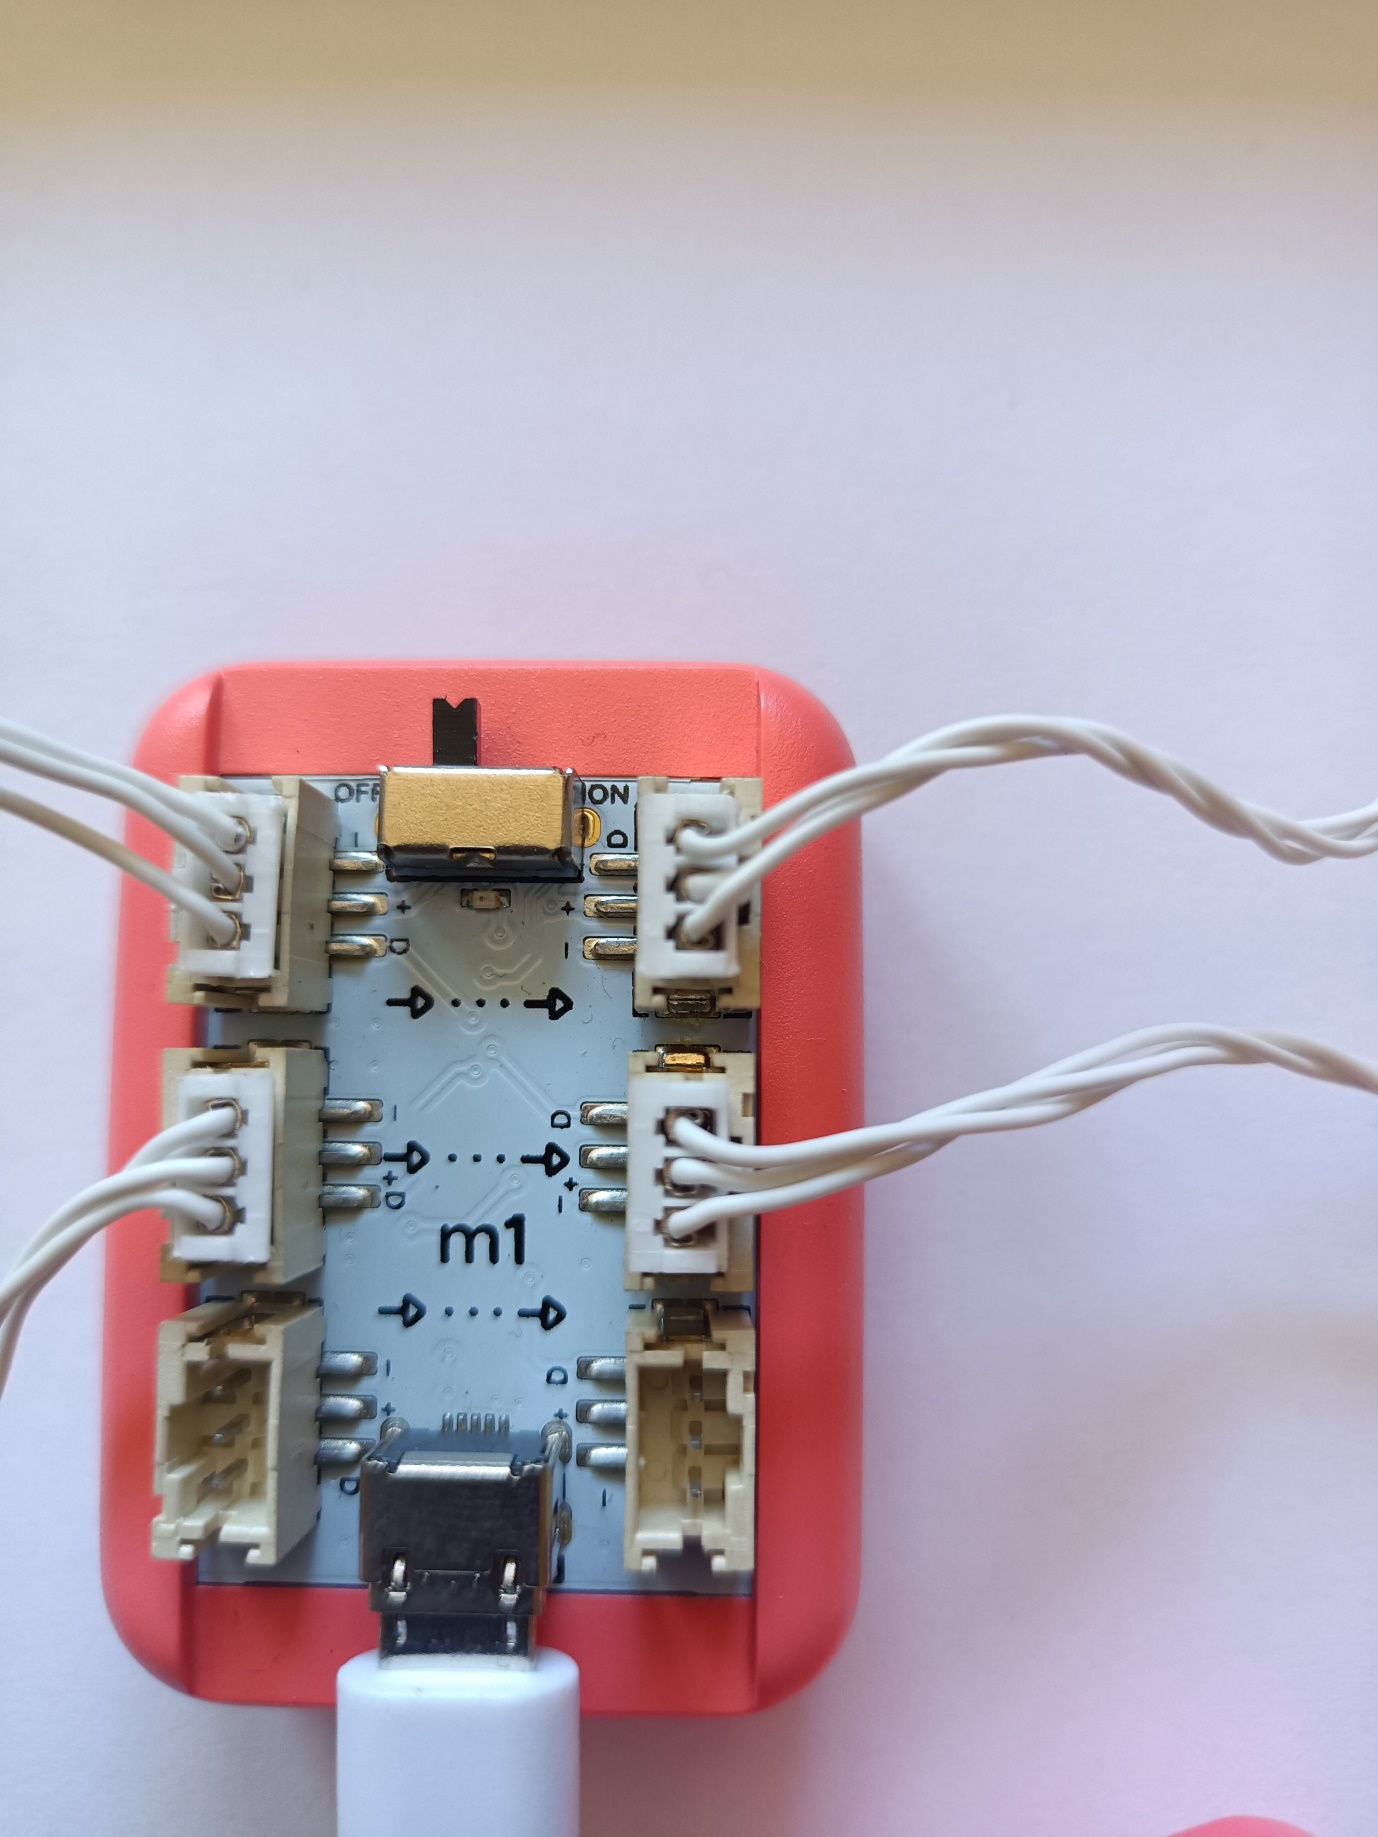 OFF ON
- D
+ +
D -
- D
+ +
D -
m1
- D
+ +
D -